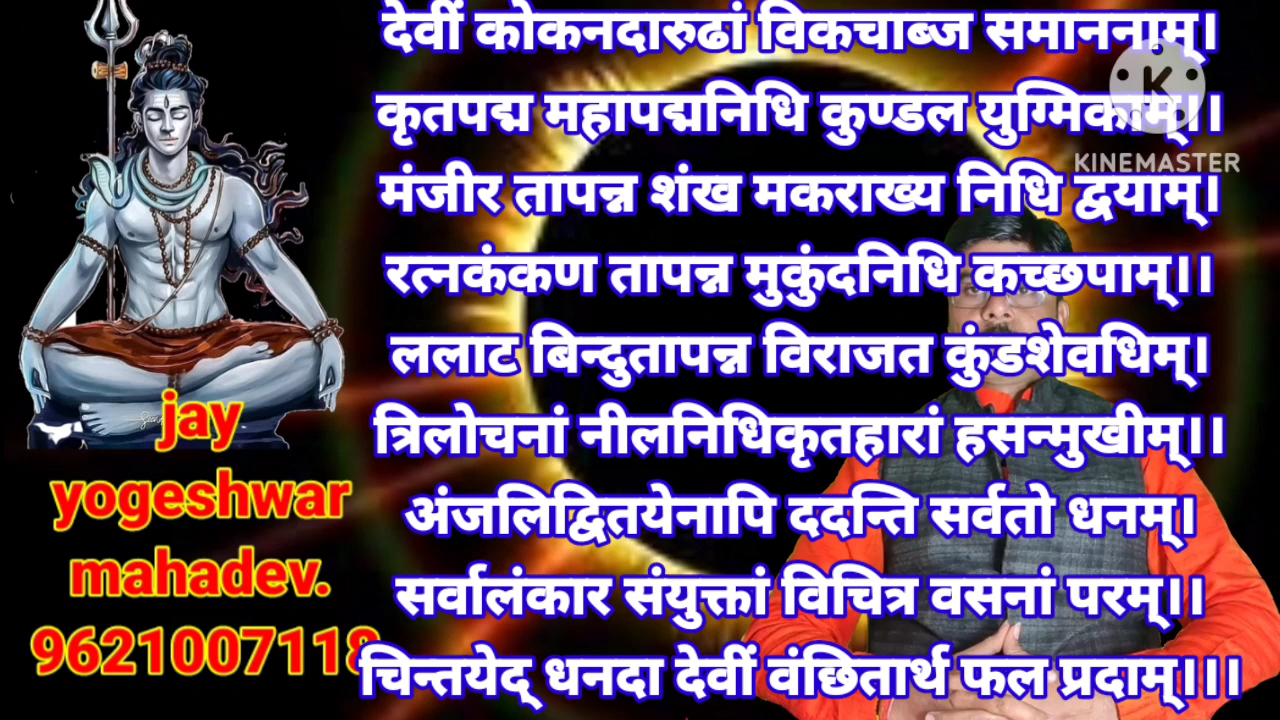 देवीं कोकनदारुढां विकचाब्ज समाननाम्।
कृतपद्म महापद्मनिधि कुण्डल युग्मिकाम्।।
मंजीर तापन्न शंख मकराख्य निधि द्वयाम्।
रत्नकंकण तापन्न मुकुंदनिधि कच्छपाम्।।
ललाट बिन्दुतापन्न विराजत कुंडशेवधिम्।
त्रिलोचनां नीलनिधिकृतहारां हसन्मुखीम्।।
अंजलिद्वितयेनापि ददन्ति सर्वतो धनम्।
सर्वालंकार संयुक्तां विचित्र वसनां परम्।।
चिन्तयेद् धनदा देवीं वंछितार्थ फल प्रदाम्।।।
jay
yogeshwar
mahadev.
9621007118
K
KINEMASTER